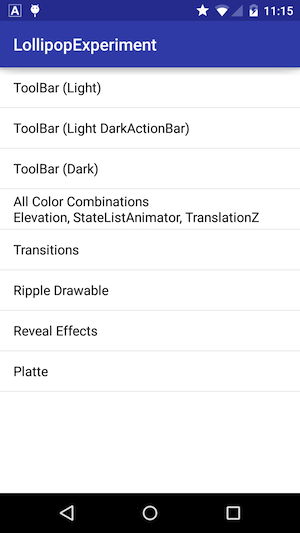 A
11:15
LollipopExperiment
ToolBar (Light)
ToolBar (Light DarkActionBar)
ToolBar (Dark)
All Color Combinations
Elevation, StateListAnimator, TranslationZ
Transitions
Ripple Drawable
Reveal Effects
Platte